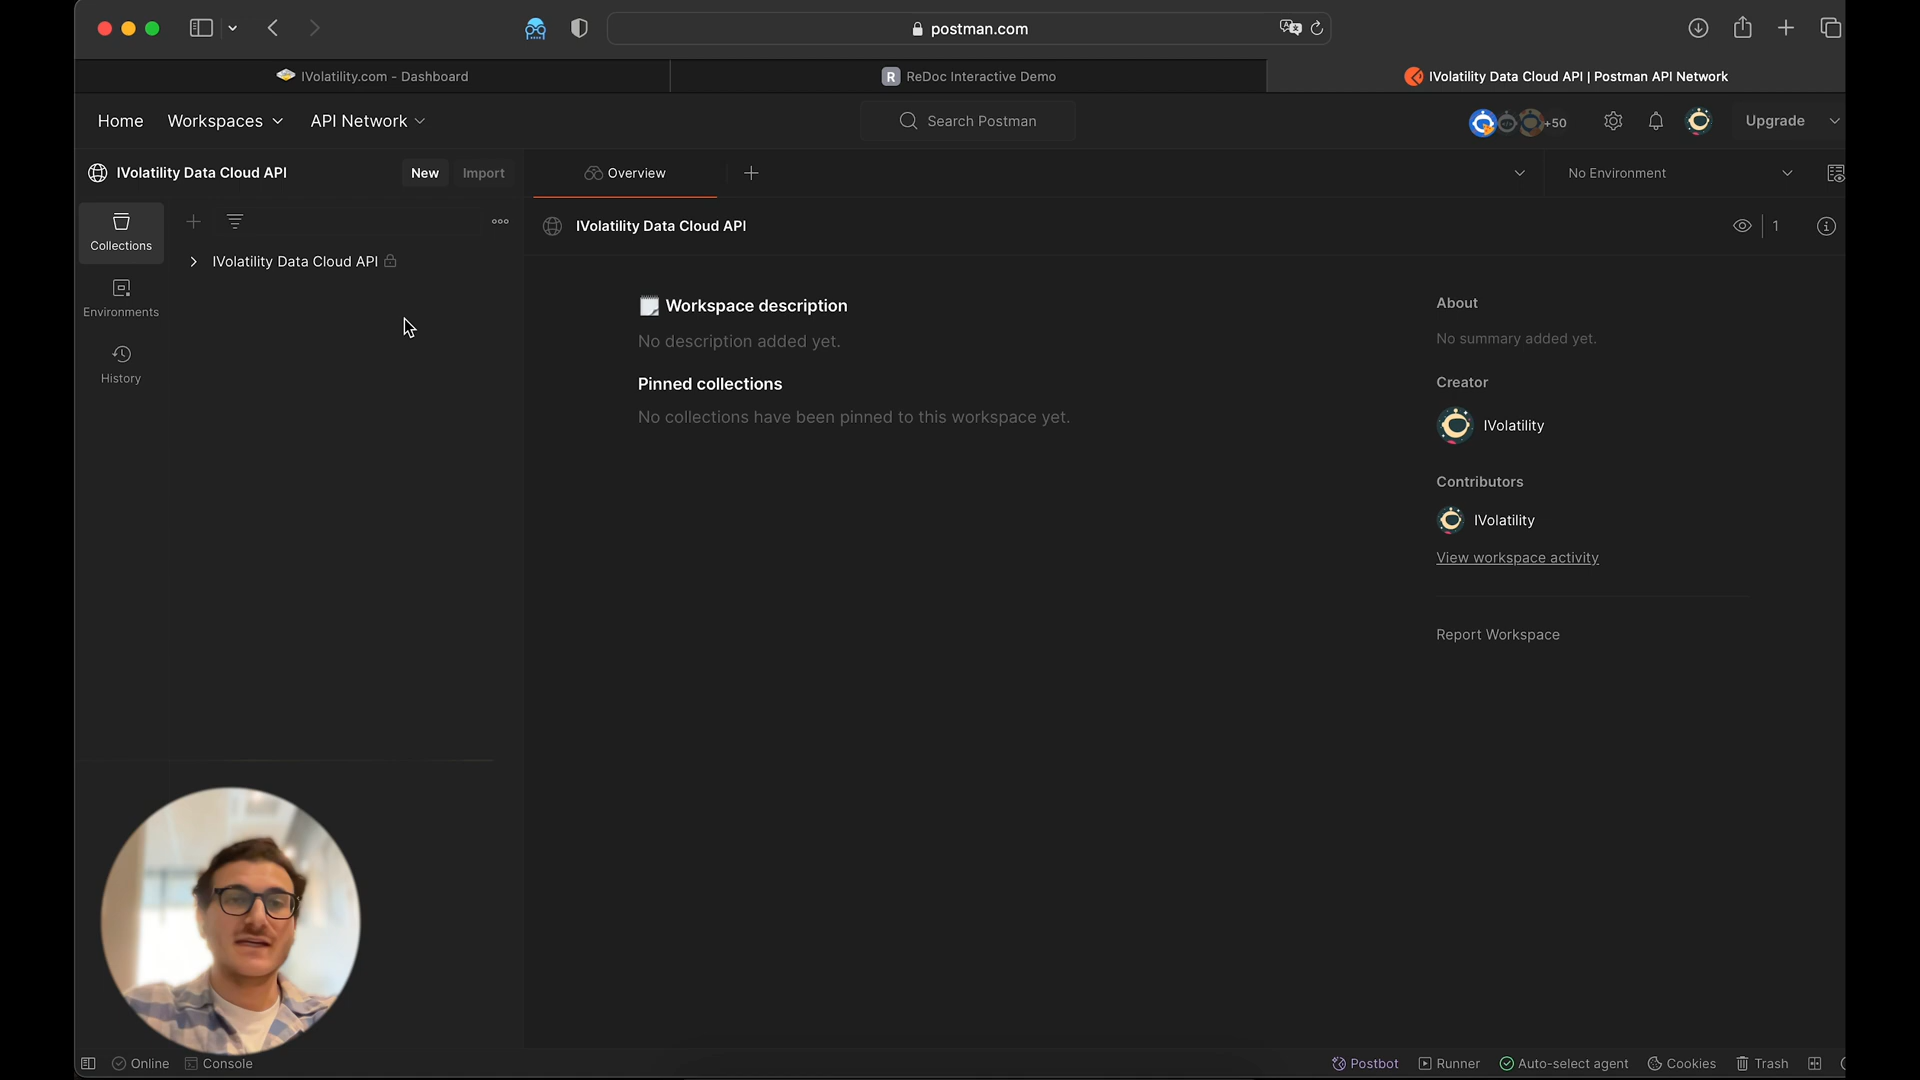 postman.com
IVolatility.com - Dashboard
R ReDoc Interactive Demo
IVolatility Data Cloud API | Postman API Network
Home
Workspaces
API Network
Search Postman
+50
Upgrade
IVolatility Data Cloud API
New
Import
Overview
No Environment
Collections
IVolatility Data Cloud API
1
IVolatility Data Cloud API
Environments
History
Workspace description
No description added yet.
Pinned collections
No collections have been pinned to this workspace yet.
About
No summary added yet.
Creator
IVolatility
Contributors
IVolatility
View workspace activity
Report Workspace
Online
Console
Postbot
Runner
Auto-select agent
Cookies
Trash